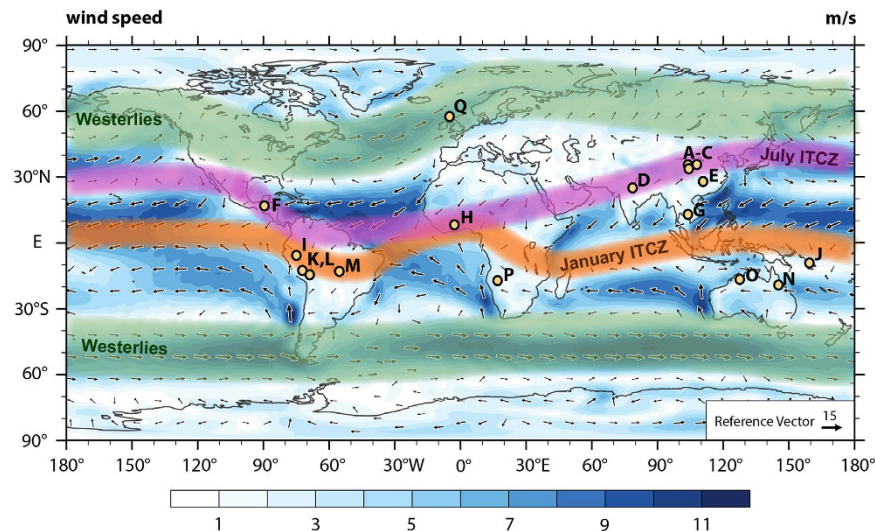 wind speed m/s
90°
60°
30°N
E
30°S
60°
90°
Westerlies
Q
A-C
July ITCZ
D
E
F
G
H
I
January ITCZ
K,L
M
J
P
O
N
Westerlies
Reference Vector 15
180° 150° 120° 90° 60° 30°W 0° 30°E 60° 90° 120° 150° 180°
1 3 5 7 9 11